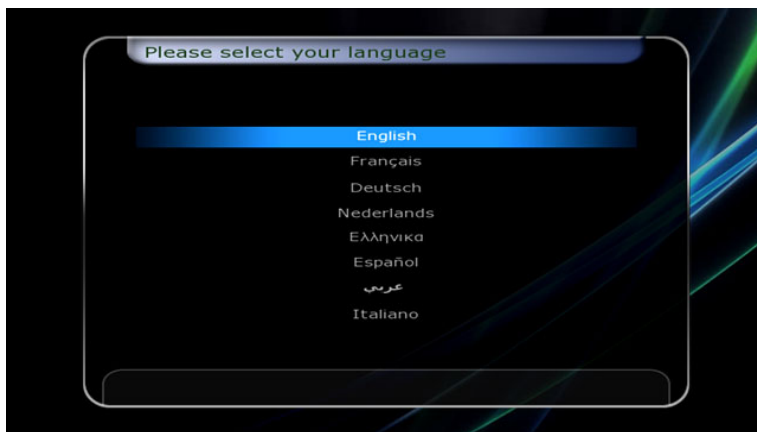 Please select your language
English
Français
Deutsch
Nederlands
Ελληνικα
Español
عربي
Italiano